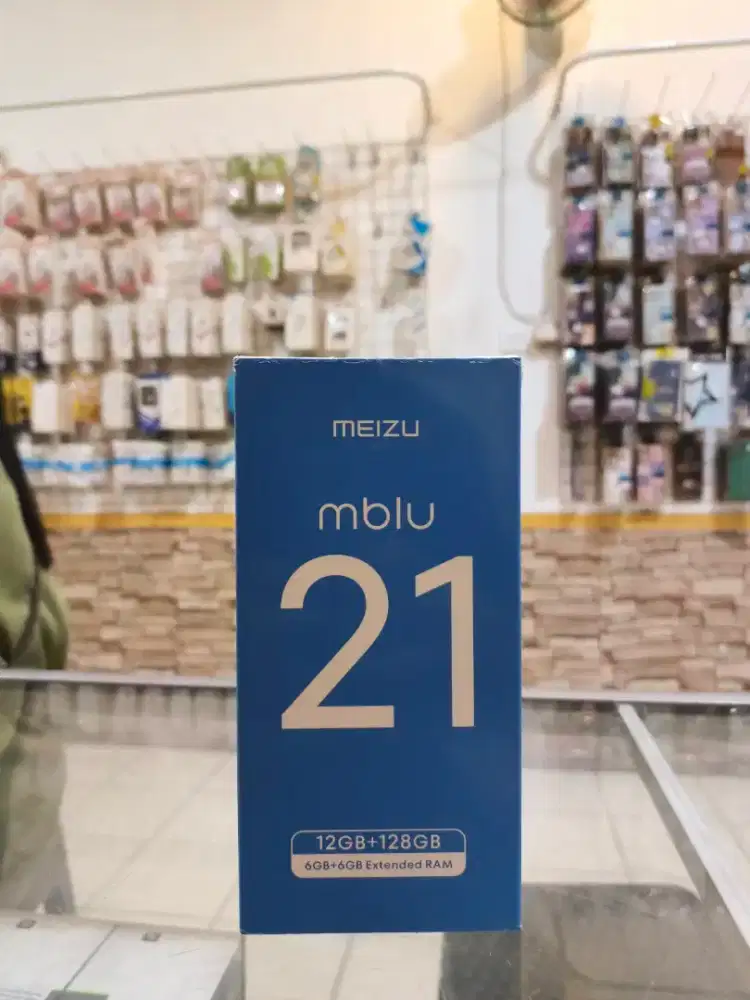 MEIZU
mblu
21
12GB+128GB
6GB+6GB Extended RAM